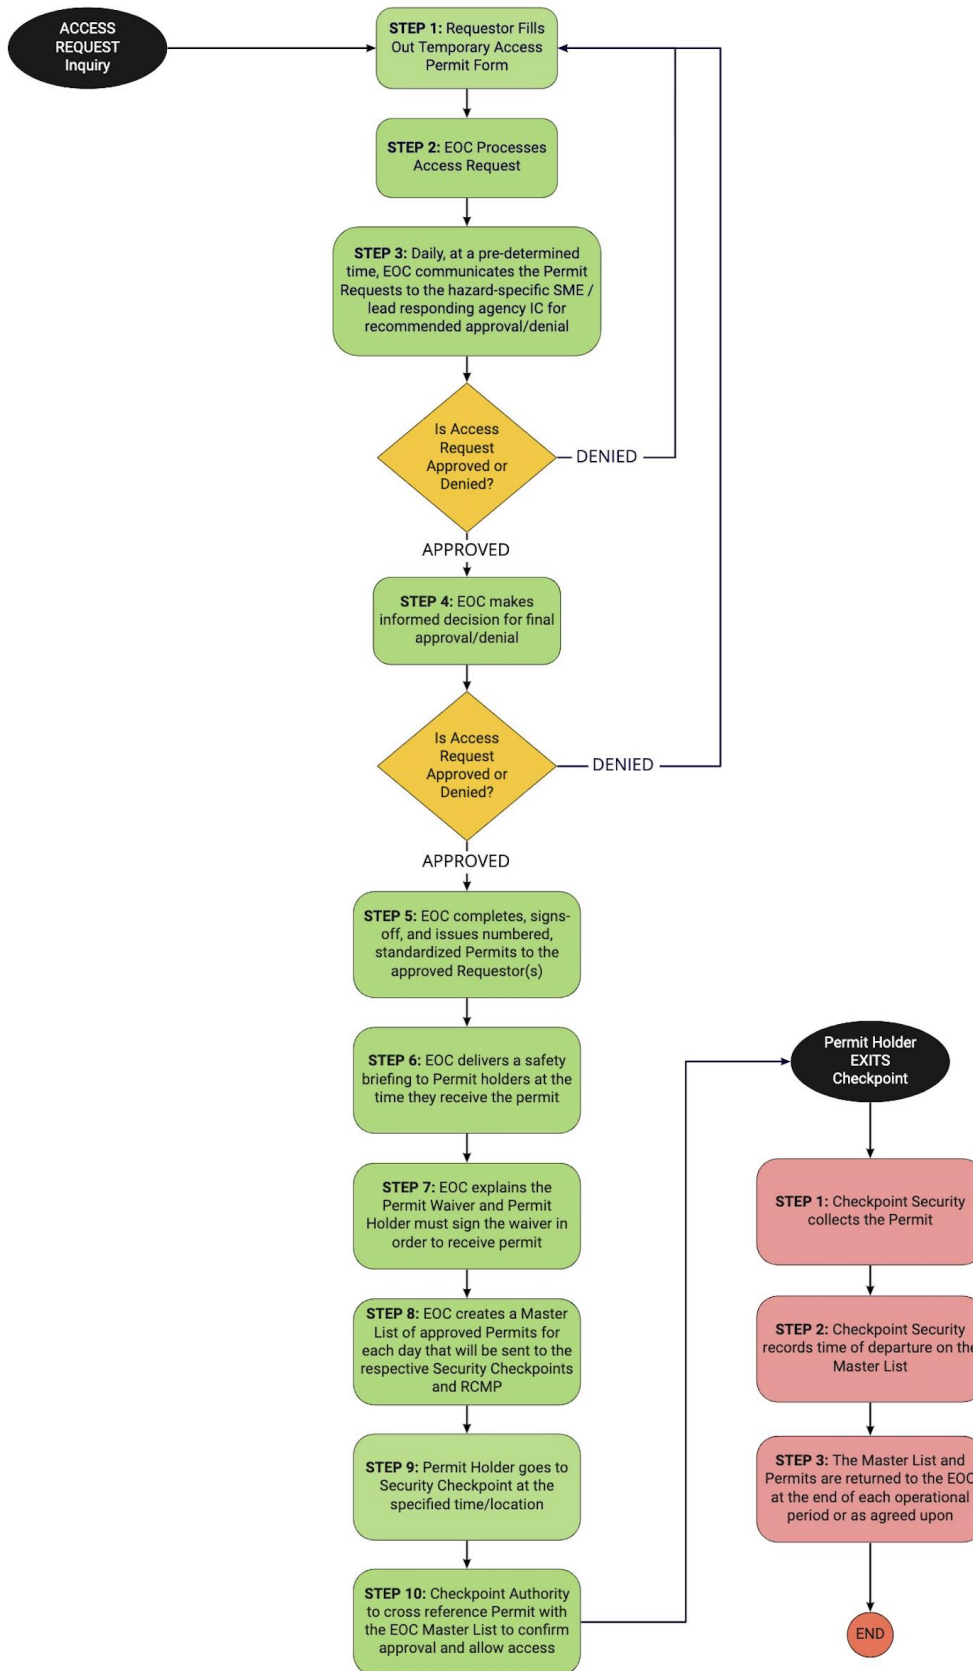 ACCESS
REQUEST
Inquiry
STEP 1: Requestor Fills
Out Temporary Access
Permit Form
STEP 2: EOC Processes
Access Request
STEP 3: Daily, at a pre-determined
time, EOC communicates the Permit
Requests to the hazard-specific SME /
lead responding agency IC for
recommended approval/denial
Is Access
Request
Approved or
Denied?
DENIED
APPROVED
STEP 4: EOC makes
informed decision for final
approval/denial
Is Access
Request
Approved or
Denied?
DENIED
APPROVED
STEP 5: EOC completes, signs-
off, and issues numbered,
standardized Permits to the
approved Requestor(s)
STEP 6: EOC delivers a safety
briefing to Permit holders at the
time they receive the permit
STEP 7: EOC explains the
Permit Waiver and Permit
Holder must sign the waiver in
order to receive permit
STEP 8: EOC creates a Master
List of approved Permits for
each day that will be sent to the
respective Security Checkpoints
and RCMP
STEP 9: Permit Holder goes to
Security Checkpoint at the
specified time/location
STEP 10: Checkpoint Authority
to cross reference Permit with
the EOC Master List to confirm
approval and allow access
Permit Holder
EXITS
Checkpoint
STEP 1: Checkpoint Security
collects the Permit
STEP 2: Checkpoint Security
records time of departure on the
Master List
STEP 3: The Master List and
Permits are returned to the EOC
at the end of each operational
period or as agreed upon
END